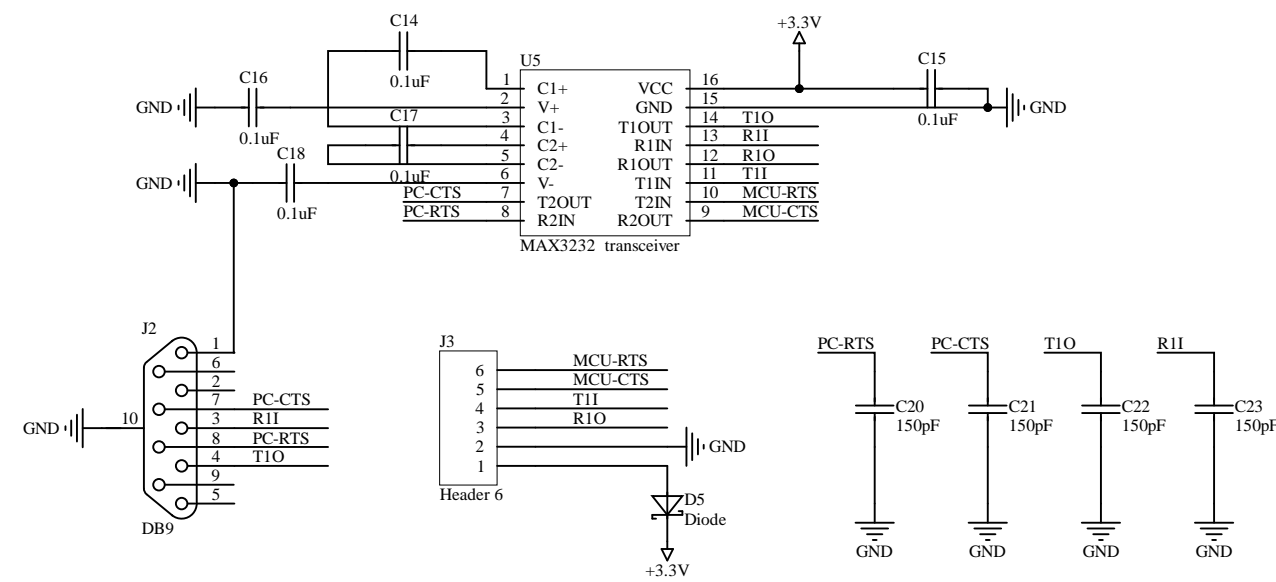 C14
0.1uF
+3.3V
C15
0.1uF
GND
C16
0.1uF
GND
C17
0.1uF
C18
0.1uF
GND
U5
1 C1+ VCC 16
2 V+ GND 15
3 C1- T1OUT 14 T1O
4 C2+ R1IN 13 R1I
5 C2- R1OUT 12 R1O
6 V- T1IN 11 T1I
PC-CTS 7 T2OUT T2IN 10 MCU-RTS
PC-RTS 8 R2IN R2OUT 9 MCU-CTS
MAX3232 transceiver
J2
1
6
2
7 PC-CTS
GND 10 3 R1I
8 PC-RTS
4 T1O
9
5
DB9
J3
6 MCU-RTS
5 MCU-CTS
4 T1I
3 R1O
2 GND
1
Header 6
D5
Diode
+3.3V
PC-RTS
C20
150pF
GND
PC-CTS
C21
150pF
GND
T1O
C22
150pF
GND
R1I
C23
150pF
GND